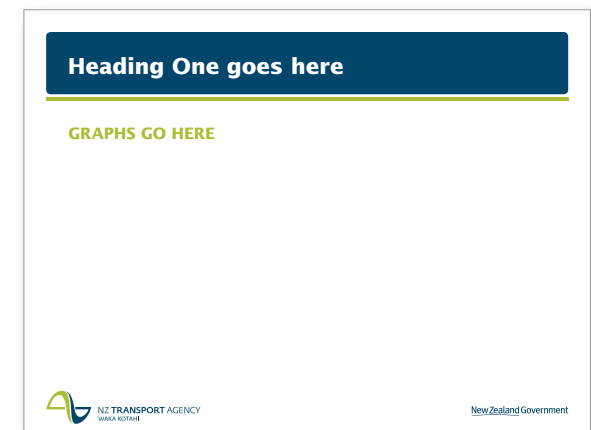 Heading One goes here
GRAPHS GO HERE
NZ TRANSPORT AGENCY
WAKA KOTAHI
New Zealand Government